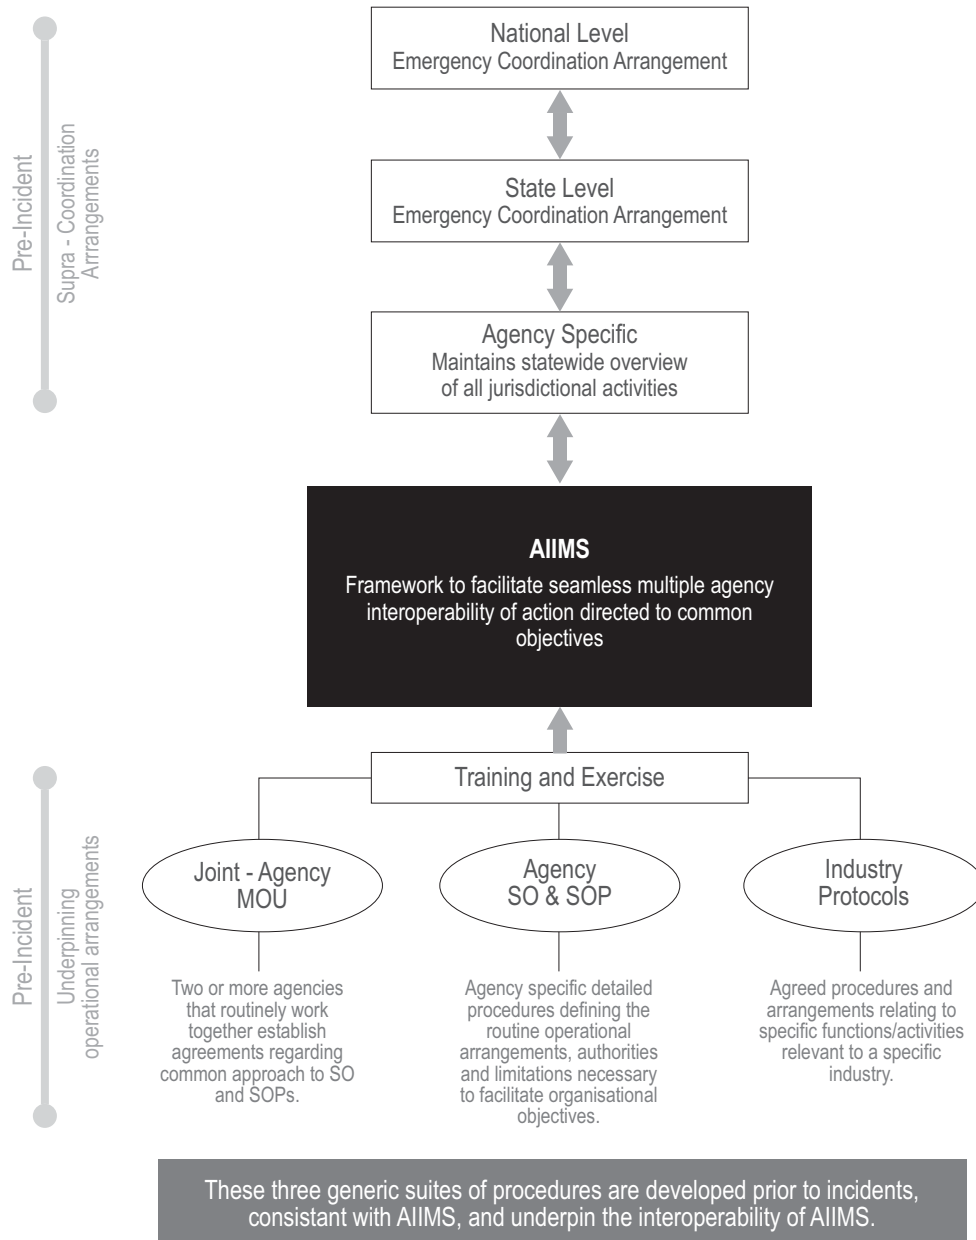 National Level
Emergency Coordination Arrangement
State Level
Emergency Coordination Arrangement
Agency Specific
Maintains statewide overview
of all jurisdictional activities
Pre-Incident
Supra - Coordination
Arrrangements
AIIMS
Framework to facilitate seamless multiple agency
interoperability of action directed to common
objectives
Training and Exercise
Joint - Agency
MOU
Agency
SO & SOP
Industry
Protocols
Pre-Incident
Underpinning
operational arrangements
Two or more agencies
that routinely work
together establish
agreements regarding
common approach to SO
and SOPs.
Agency specific detailed
procedures defining the
routine operational
arrangements, authorities
and limitations necessary
to facilitate organisational
objectives.
Agreed procedures and
arrangements relating to
specific functions/activities
relevant to a specific
industry.
These three generic suites of procedures are developed prior to incidents,
consistant with AIIMS, and underpin the interoperability of AIIMS.